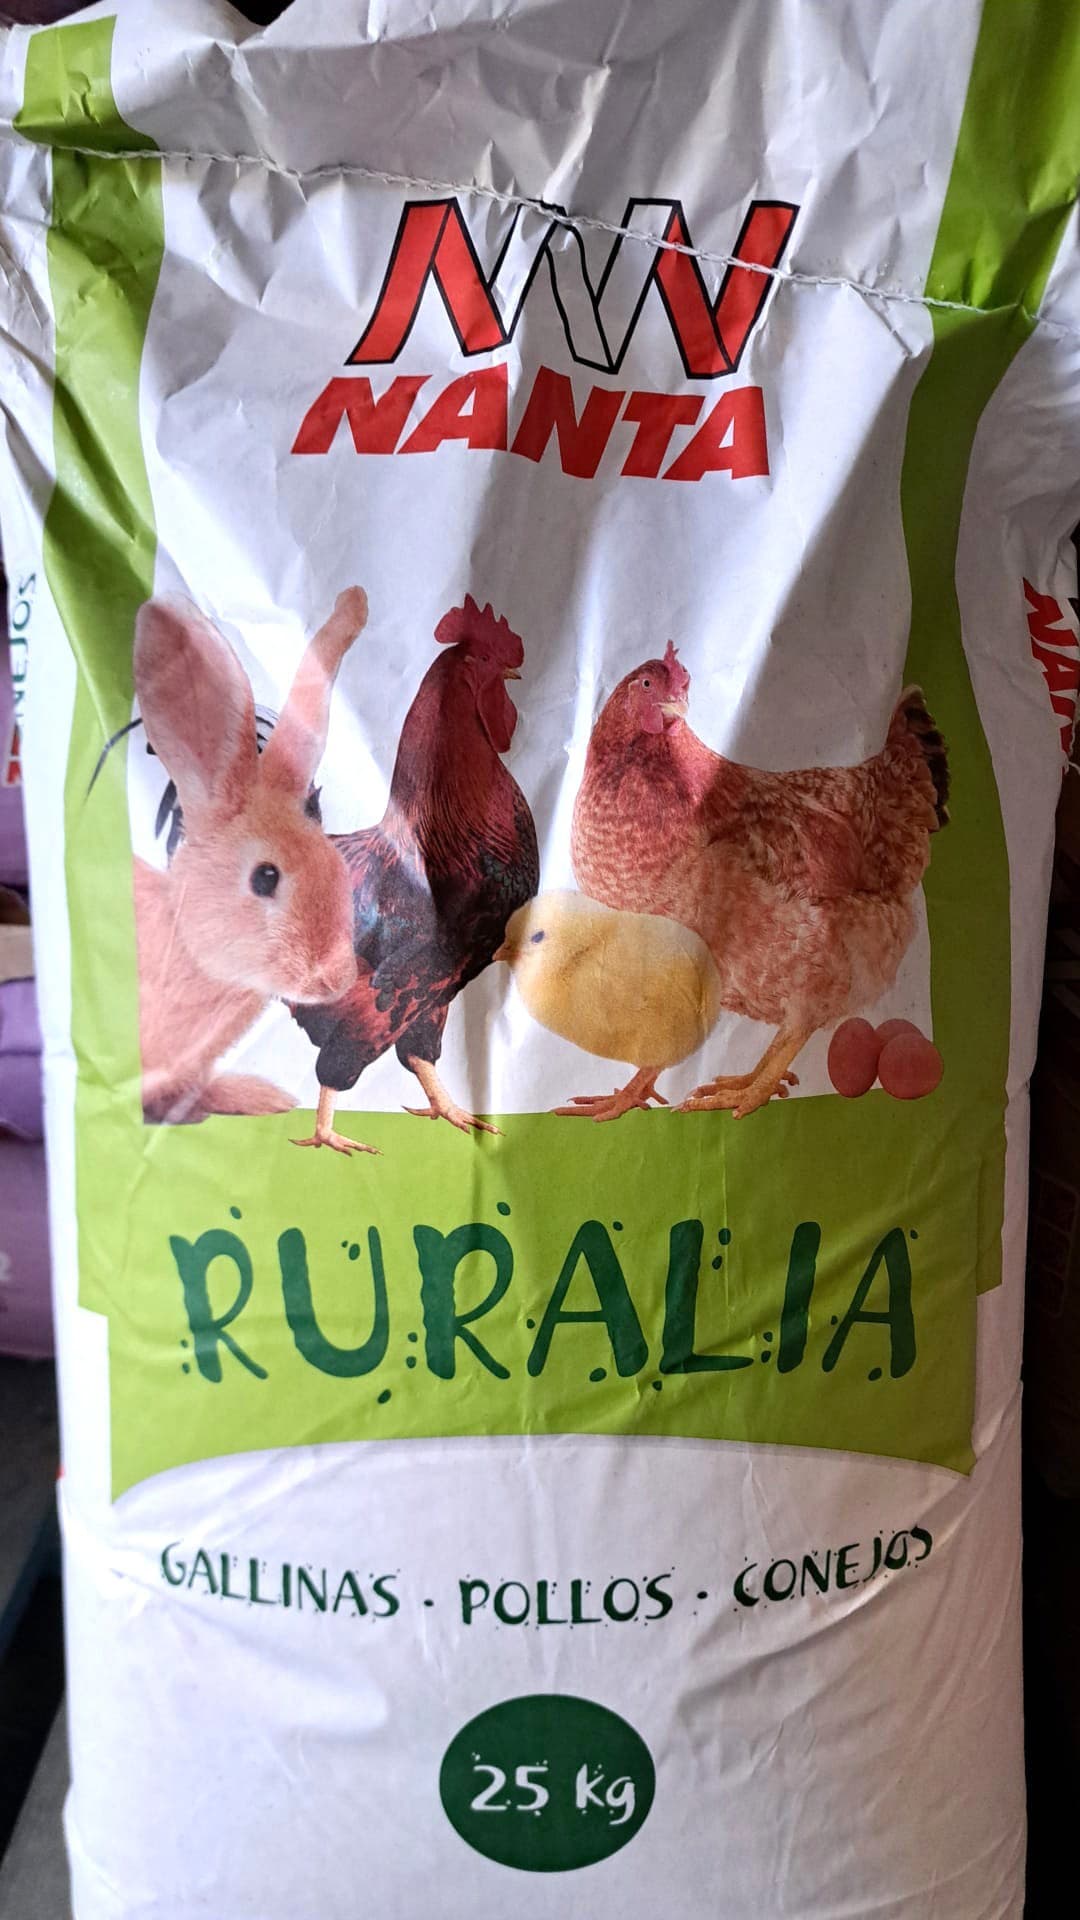 NANTA
RURALIA
GALLINAS · POLLOS · CONEJOS
25 kg